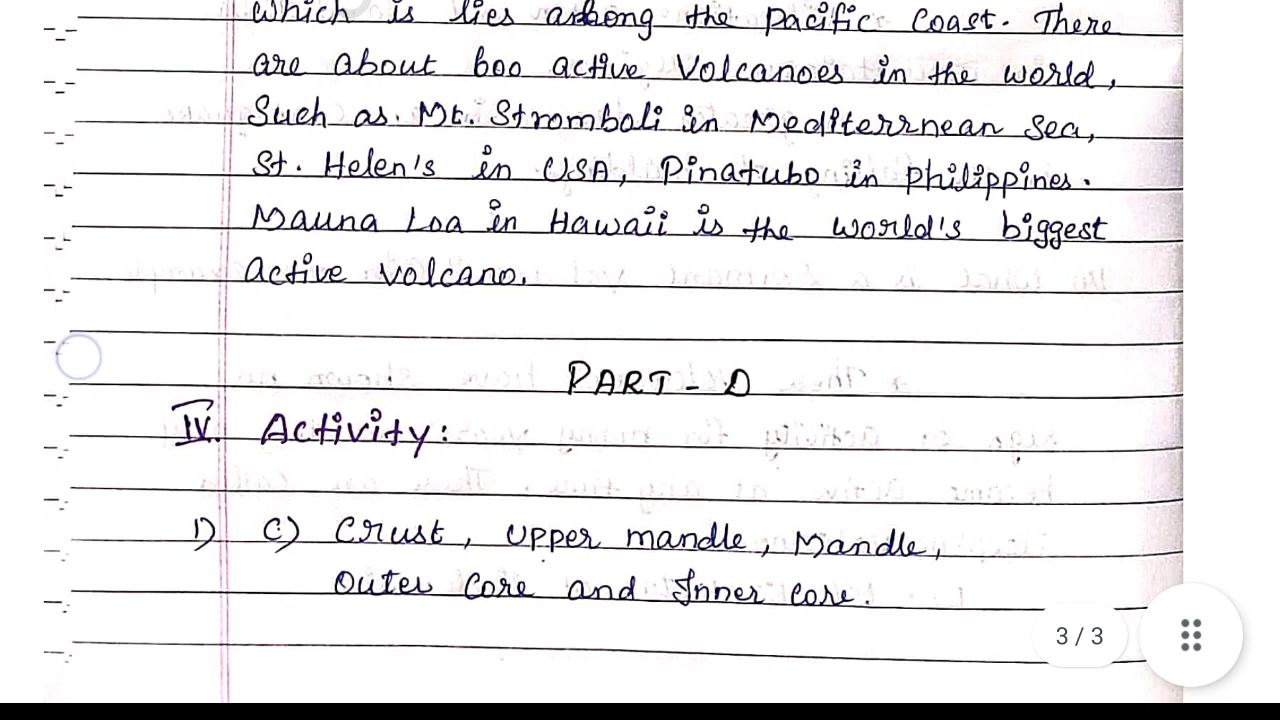 which is lies along the pacific coast. There
are about 600 active volcanoes in the world,
Such as. Mt. Stromboli in Mediterrnean Sea,
St. Helen's in USA, Pinatubo in philippines.
Mauna Loa in Hawaii is the world's biggest
active volcano.
PART - D
IV. Activity:
1) C) Crust, upper mandle, Mandle,
Outer Core and Inner core.
3 / 3